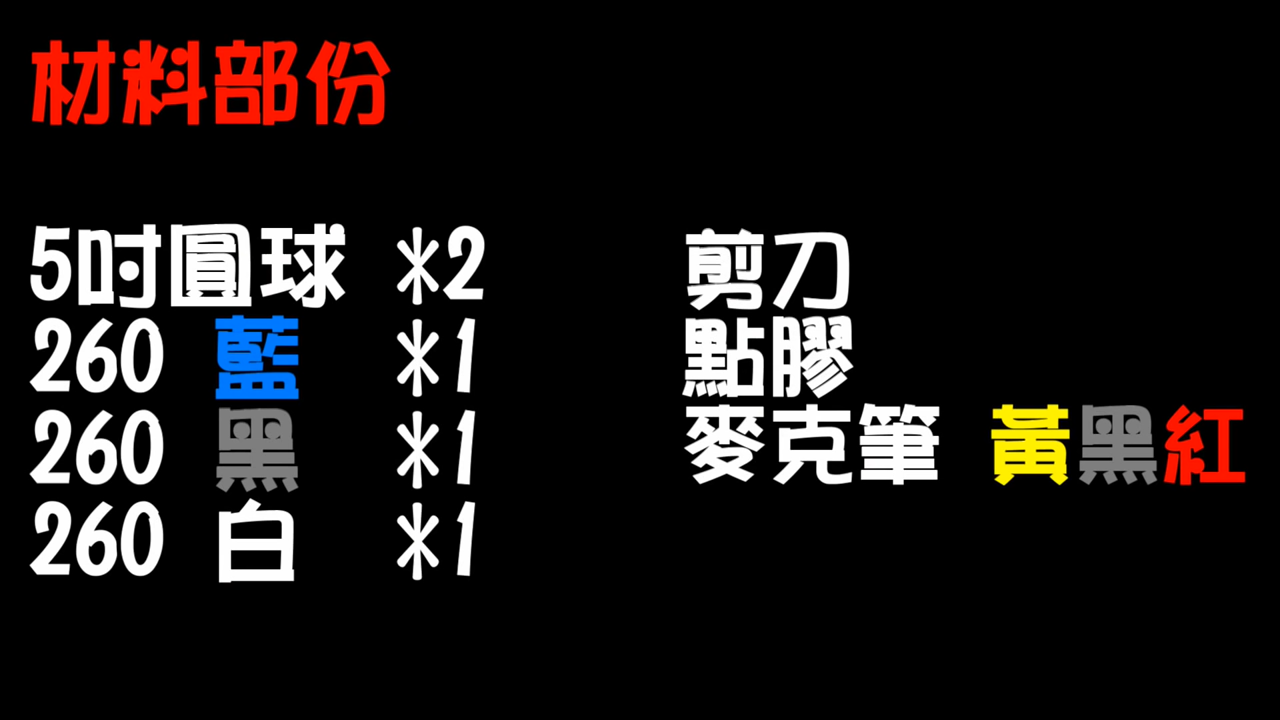 材料部份
5吋圓球 *2
260 藍 *1
260 黑 *1
260 白 *1
剪刀
點膠
麥克筆 黃黑紅